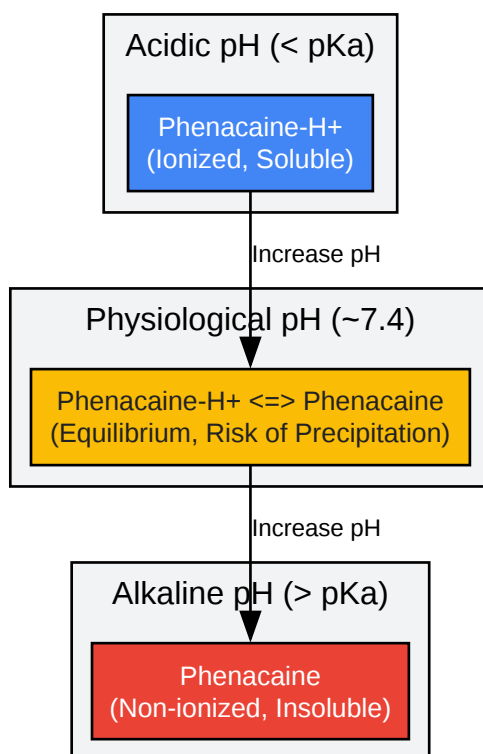 Acidic pH (< pKa)
Phenacaine-H+
(Ionized, Soluble)
Increase pH
Physiological pH (~7.4)
Phenacaine-H+ <=> Phenacaine
(Equilibrium, Risk of Precipitation)
Increase pH
Alkaline pH (> pKa)
Phenacaine
(Non-ionized, Insoluble)